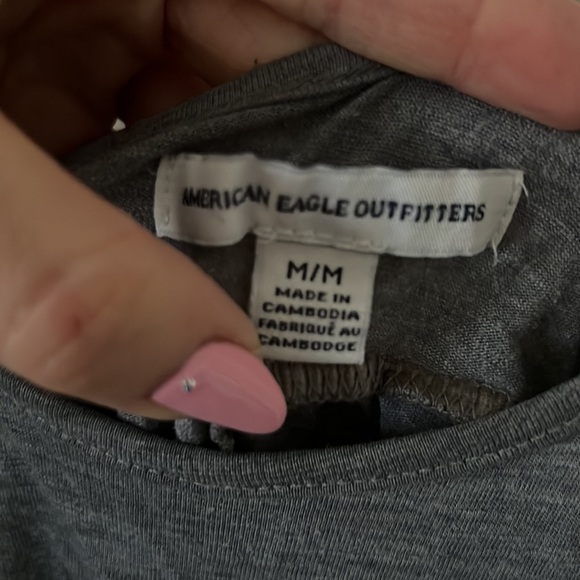 AMERICAN EAGLE OUTFITTERS
M/M
MADE IN
CAMBODIA
FABRIQUÉ AU
CAMBODGE